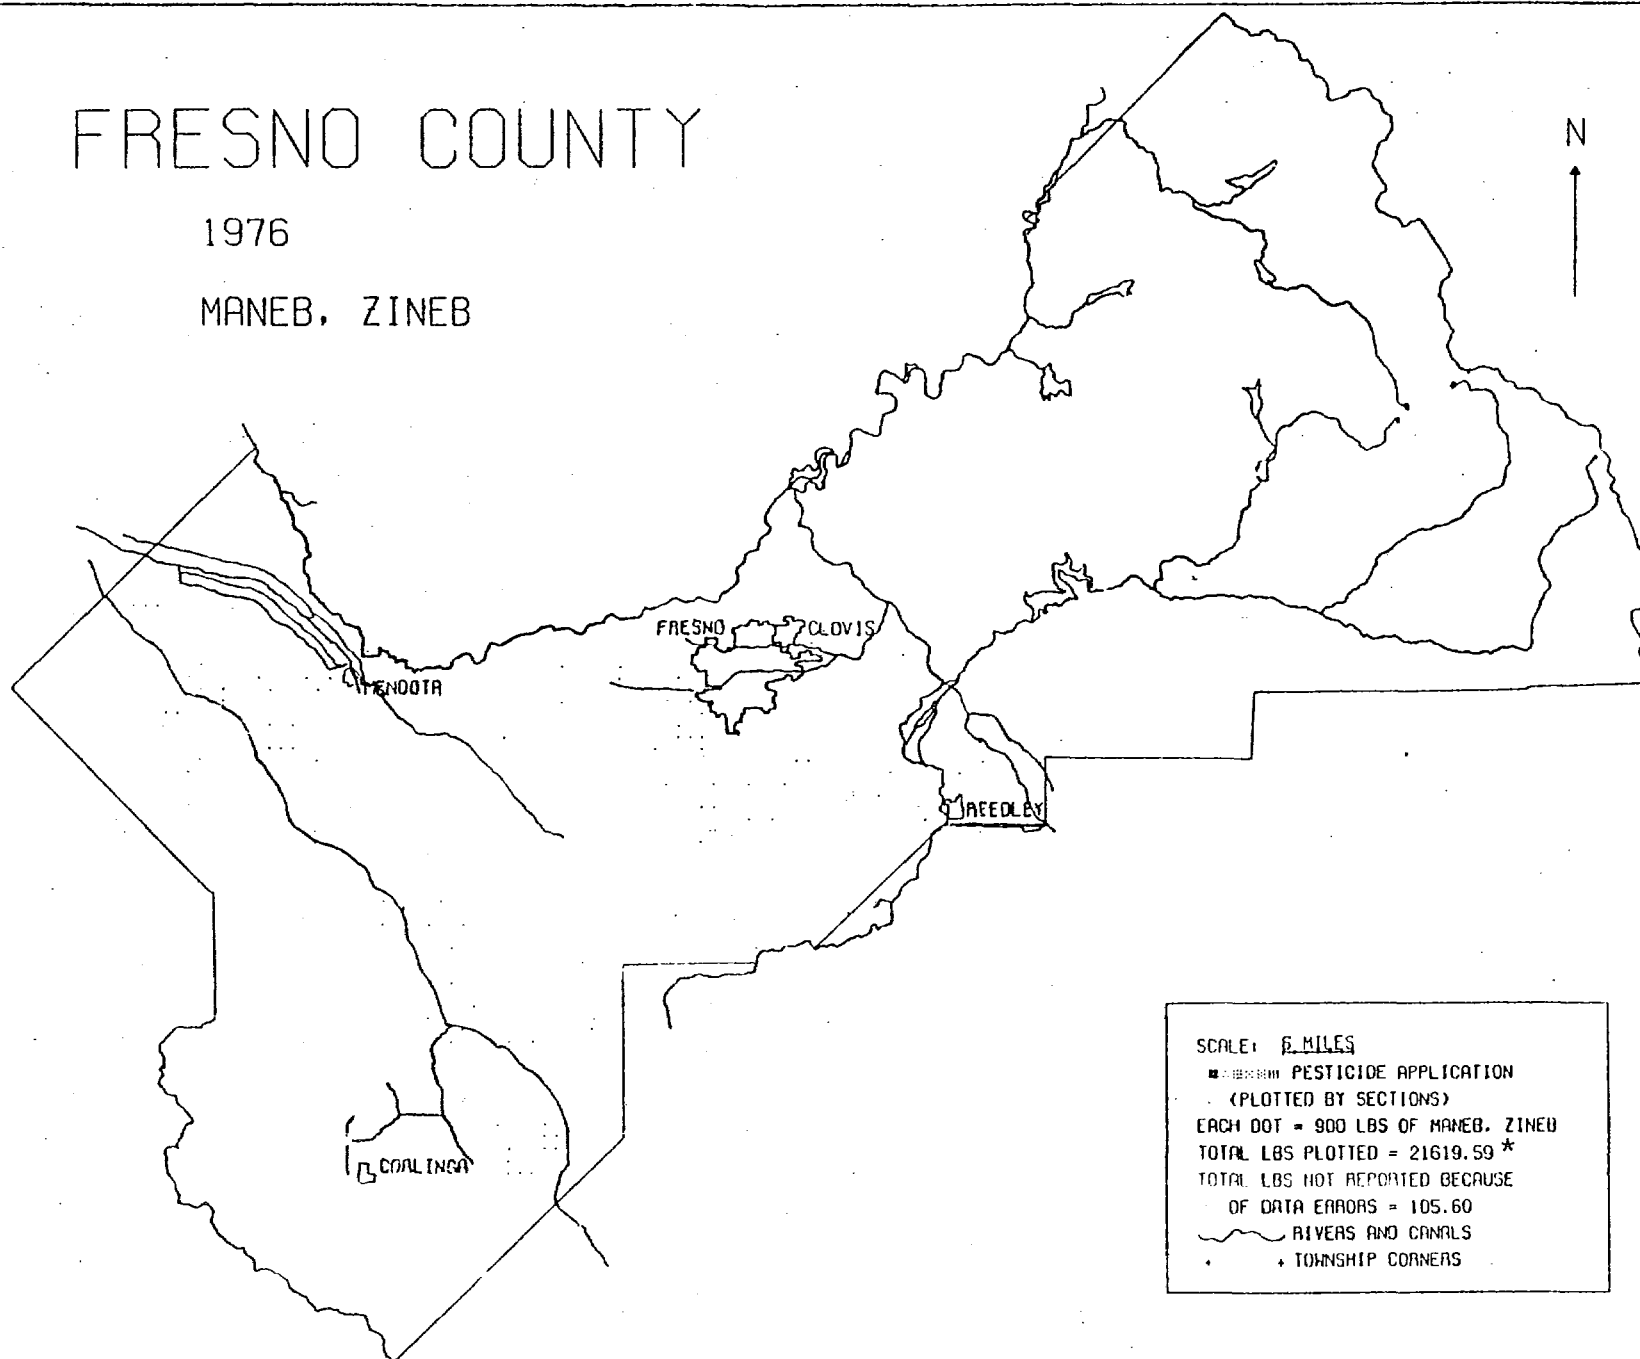 FRESNO COUNTY
1976
MANEB, ZINEB
N
FRESNO
CLOVIS
MENDOTA
REEDLEY
COALINGA
SCALE: 6 MILES
PESTICIDE APPLICATION
(PLOTTED BY SECTIONS)
EACH DOT = 900 LBS OF MANEB, ZINEB
TOTAL LBS PLOTTED = 21619.59 *
TOTAL LBS NOT REPORTED BECAUSE
OF DATA ERRORS = 105.60
RIVERS AND CANALS
TOWNSHIP CORNERS